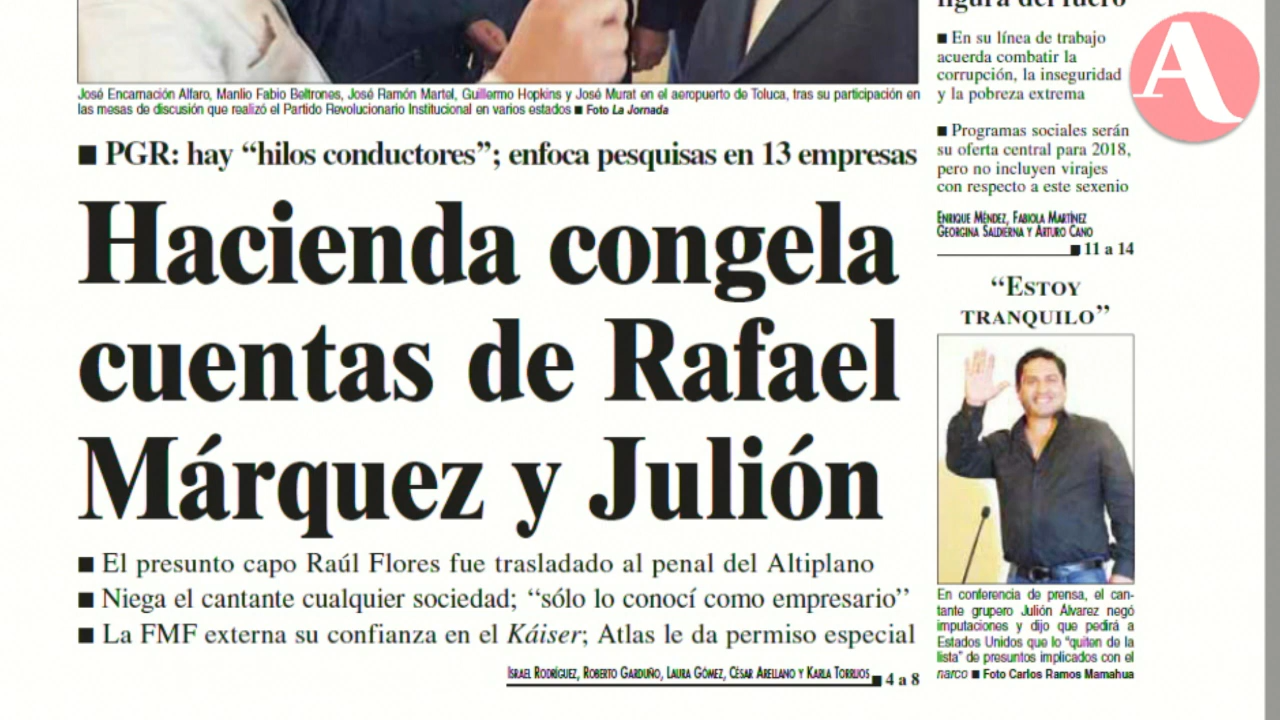 José Encarnación Alfaro, Manlio Fabio Beltrones, José Ramón Martel, Guillermo Hopkins y José Murat en el aeropuerto de Toluca, tras su participación en
las mesas de discusión que realizó el Partido Revolucionario Institucional en varios estados ■ Foto La Jornada
■ PGR: hay “hilos conductores”; enfoca pesquisas en 13 empresas
Hacienda congela
cuentas de Rafael
Márquez y Julión
■ El presunto capo Raúl Flores fue trasladado al penal del Altiplano
■ Niega el cantante cualquier sociedad; “sólo lo conocí como empresario”
■ La FMF externa su confianza en el Káiser; Atlas le da permiso especial
ISRAEL RODRÍGUEZ, ROBERTO GARDUÑO, LAURA GÓMEZ, CÉSAR ARELLANO Y KARLA TORRIJOS ■ 4 a 8
figura del fuero
■ En su línea de trabajo
acuerda combatir la
corrupción, la inseguridad
y la pobreza extrema
■ Programas sociales serán
su oferta central para 2018,
pero no incluyen virajes
con respecto a este sexenio
ENRIQUE MÉNDEZ, FABIOLA MARTÍNEZ
GEORGINA SALDIERNA Y ARTURO CANO
■ 11 a 14
“ESTOY
TRANQUILO”
En conferencia de prensa, el can-
tante grupero Julión Álvarez negó
imputaciones y dijo que pedirá a
Estados Unidos que lo “quiten de la
lista” de presuntos implicados con el
narco ■ Foto Carlos Ramos Mamahua
A